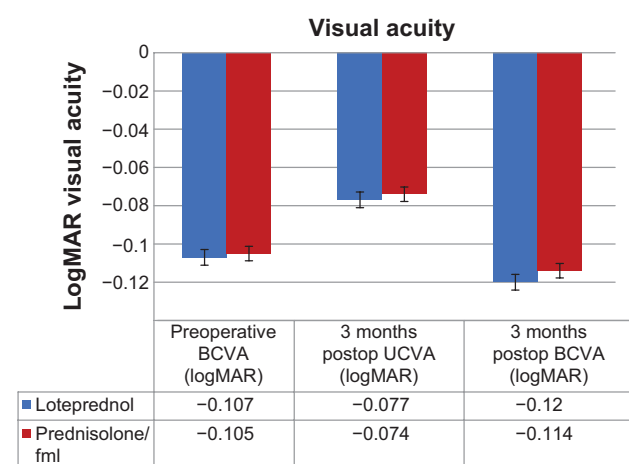 Visual acuity
LogMAR visual acuity
0
−0.02
−0.04
−0.06
−0.08
−0.1
−0.12
Preoperative
BCVA
(logMAR)
3 months
postop UCVA
(logMAR)
3 months
postop BCVA
(logMAR)
Loteprednol −0.107 −0.077 −0.12
Prednisolone/ −0.105 −0.074 −0.114
fml